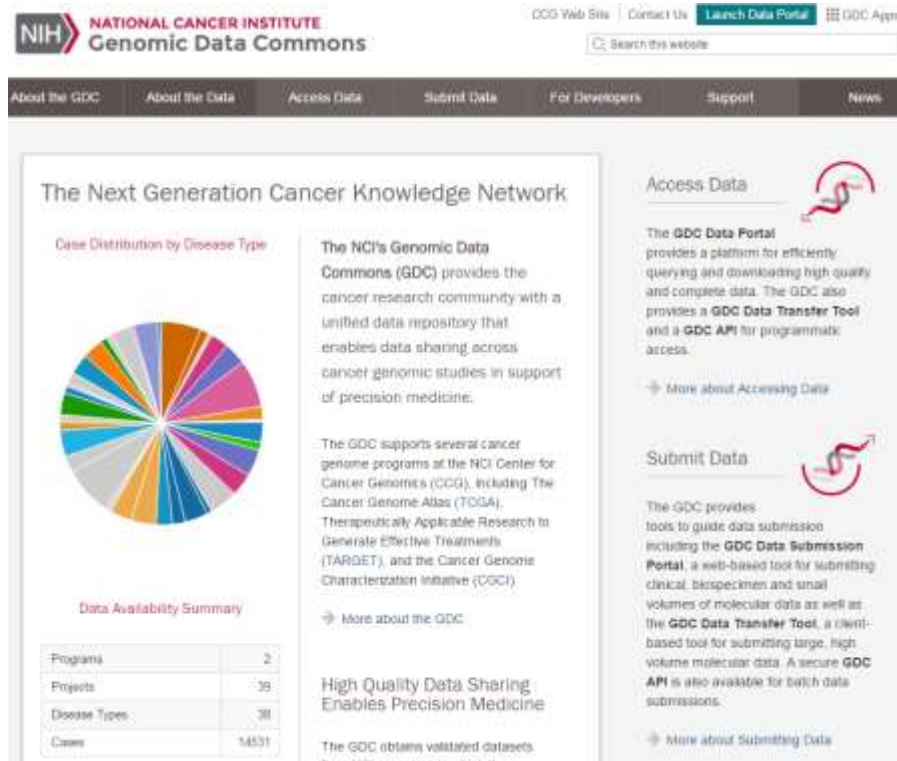 NIH NATIONAL CANCER INSTITUTE
Genomic Data Commons
CCG Web Site Contact Us Launch Data Portal GDC Apps
Search this website
About the GDC About the Data Access Data Submit Data For Developers Support News
The Next Generation Cancer Knowledge Network
Case Distribution by Disease Type
Data Availability Summary
Programs 2
Projects 39
Disease Types 38
Cases 14531
The NCI's Genomic Data
Commons (GDC) provides the
cancer research community with a
unified data repository that
enables data sharing across
cancer genomic studies in support
of precision medicine.
The GDC supports several cancer
genome programs at the NCI Center for
Cancer Genomics (CCG), including The
Cancer Genome Atlas (TCGA),
Therapeutically Applicable Research to
Generate Effective Treatments
(TARGET), and the Cancer Genome
Characterization Initiative (CGCI).
More about the GDC
High Quality Data Sharing
Enables Precision Medicine
The GDC obtains validated datasets
Access Data
The GDC Data Portal
provides a platform for efficiently
querying and downloading high quality
and complete data. The GDC also
provides a GDC Data Transfer Tool
and a GDC API for programmatic
access.
More about Accessing Data
Submit Data
The GDC provides
tools to guide data submission
including the GDC Data Submission
Portal, a web-based tool for submitting
clinical, biospecimen and small
volumes of molecular data as well as
the GDC Data Transfer Tool, a client-
based tool for submitting large, high
volume molecular data. A secure GDC
API is also available for batch data
submissions.
More about Submitting Data